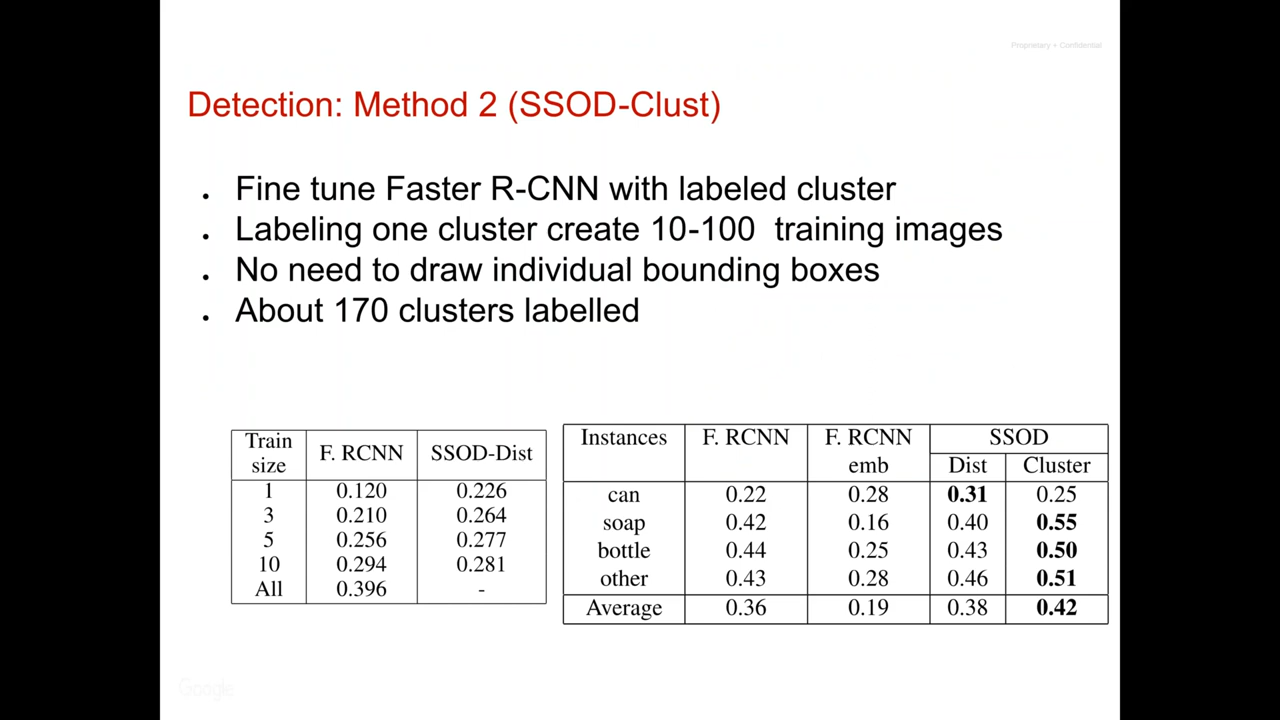 Proprietary + Confidential
Detection: Method 2 (SSOD-Clust)
. Fine tune Faster R-CNN with labeled cluster
. Labeling one cluster create 10-100 training images
. No need to draw individual bounding boxes
. About 170 clusters labelled
Train size F. RCNN SSOD-Dist
1 0.120 0.226
3 0.210 0.264
5 0.256 0.277
10 0.294 0.281
All 0.396 -
Instances F. RCNN F. RCNN emb SSOD
Dist Cluster
can 0.22 0.28 0.31 0.25
soap 0.42 0.16 0.40 0.55
bottle 0.44 0.25 0.43 0.50
other 0.43 0.28 0.46 0.51
Average 0.36 0.19 0.38 0.42
Google